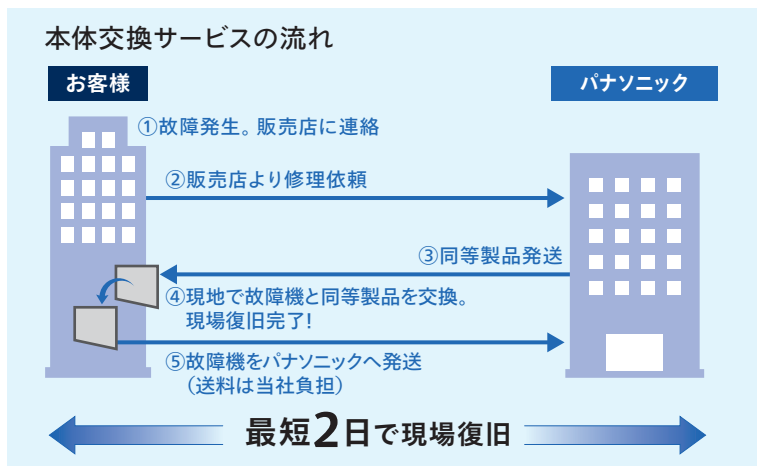 本体交換サービスの流れ
お客様
パナソニック
①故障発生。販売店に連絡
②販売店より修理依頼
③同等製品発送
④現地で故障機と同等製品を交換。
現場復旧完了!
⑤故障機をパナソニックへ発送
(送料は当社負担)
最短2日で現場復旧